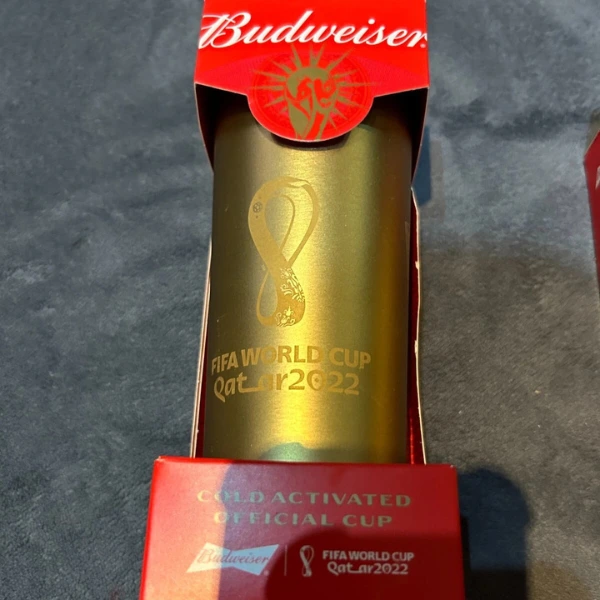 Budweiser
FIFA WORLD CUP
Qatar2022
COLD ACTIVATED
OFFICIAL CUP
Budweiser
FIFA WORLD CUP
Qatar2022